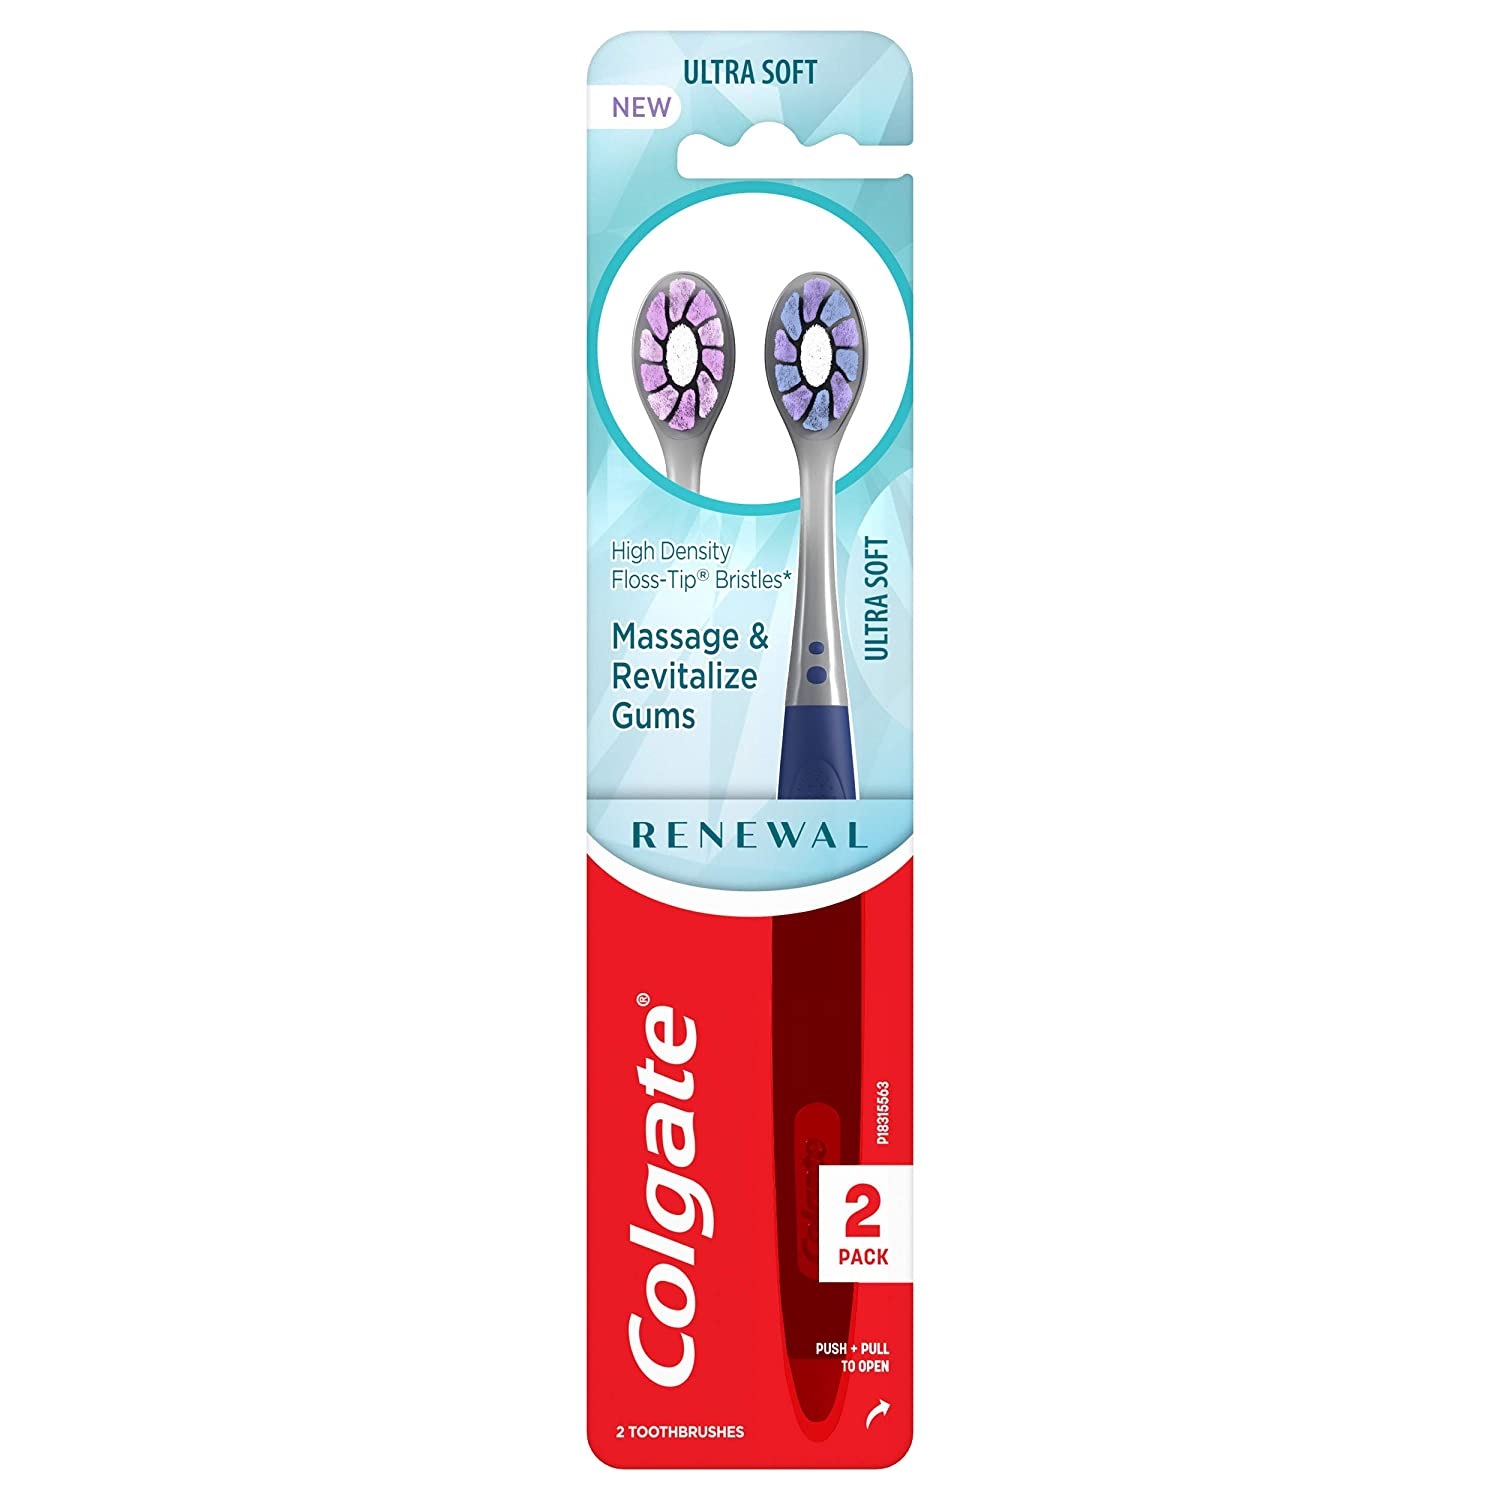 ULTRA SOFT
NEW
High Density
Floss-Tip® Bristles*
Massage &
Revitalize
Gums
ULTRA SOFT
RENEWAL
Colgate®
Colgate
P18315563
2
PACK
PUSH + PULL
TO OPEN
2 TOOTHBRUSHES